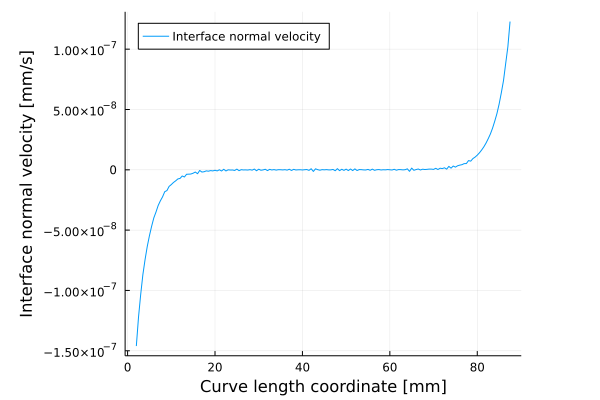 Interface normal velocity
1.00×10⁻⁷
5.00×10⁻⁸
0
−5.00×10⁻⁸
−1.00×10⁻⁷
−1.50×10⁻⁷
Interface normal velocity [mm/s]
0 20 40 60 80
Curve length coordinate [mm]